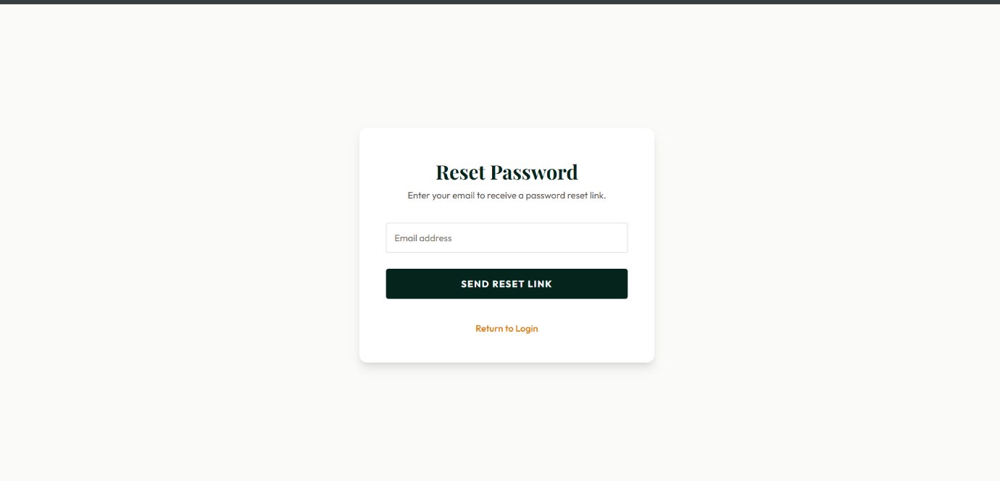 Reset Password
Enter your email to receive a password reset link.
Email address
SEND RESET LINK
Return to Login